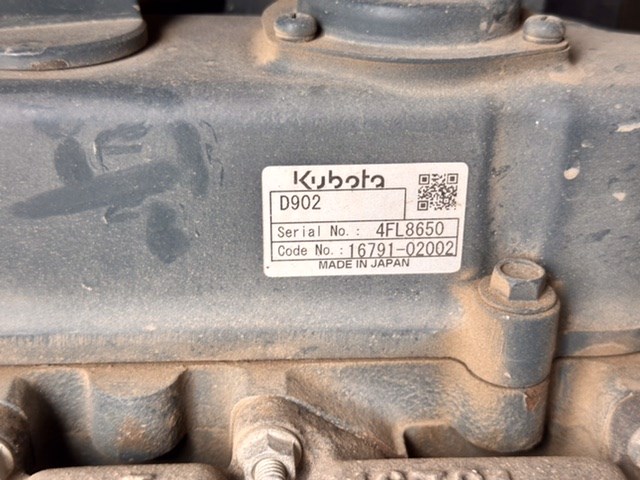 Kubota
D902
Serial No.: 4FL8650
Code No.: 16791-02002
MADE IN JAPAN